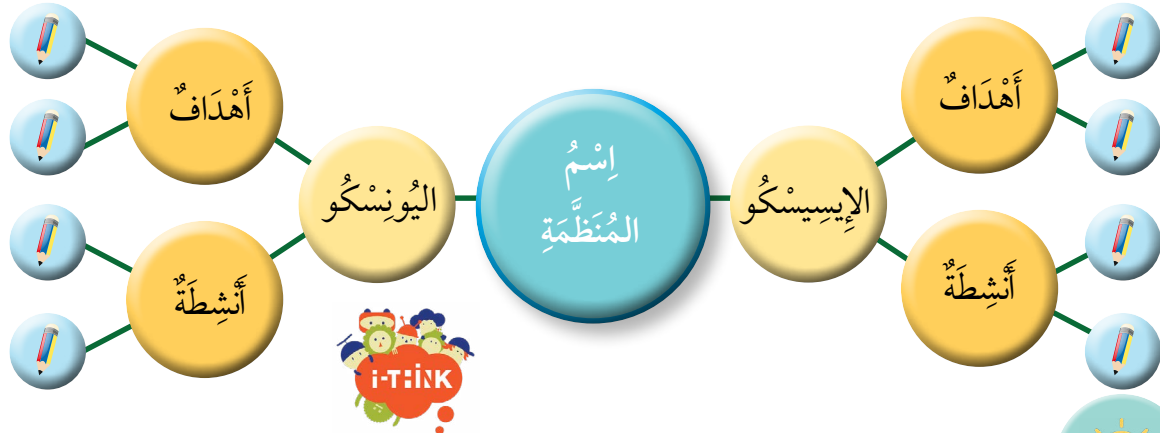 اِسْمُ
المُنَظَّمَةِ
الإِيسِيسْكُو
أَهْدَافٌ
أَنْشِطَةٌ
اليُونِسْكُو
أَهْدَافٌ
أَنْشِطَةٌ
i-THiNK